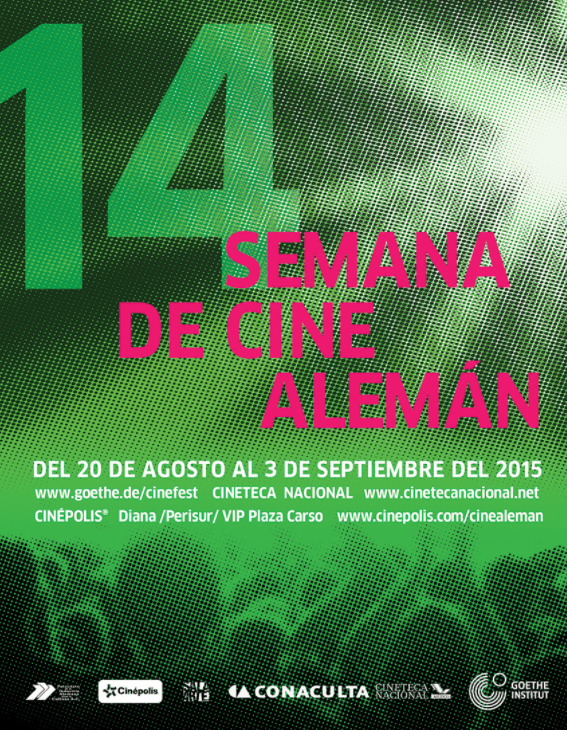 14
SEMANA
DE CINE
ALEMÁN
DEL 20 DE AGOSTO AL 3 DE SEPTIEMBRE DEL 2015
www.goethe.de/cinefest CINETECA NACIONAL www.cinetecanacional.net
CINÉPOLIS® Diana /Perisur/ VIP Plaza Carso www.cinepolis.com/cinealeman
Cinépolis
SALA
ARTE
CONACULTA
CINETECA
NACIONAL
GOETHE
INSTITUT